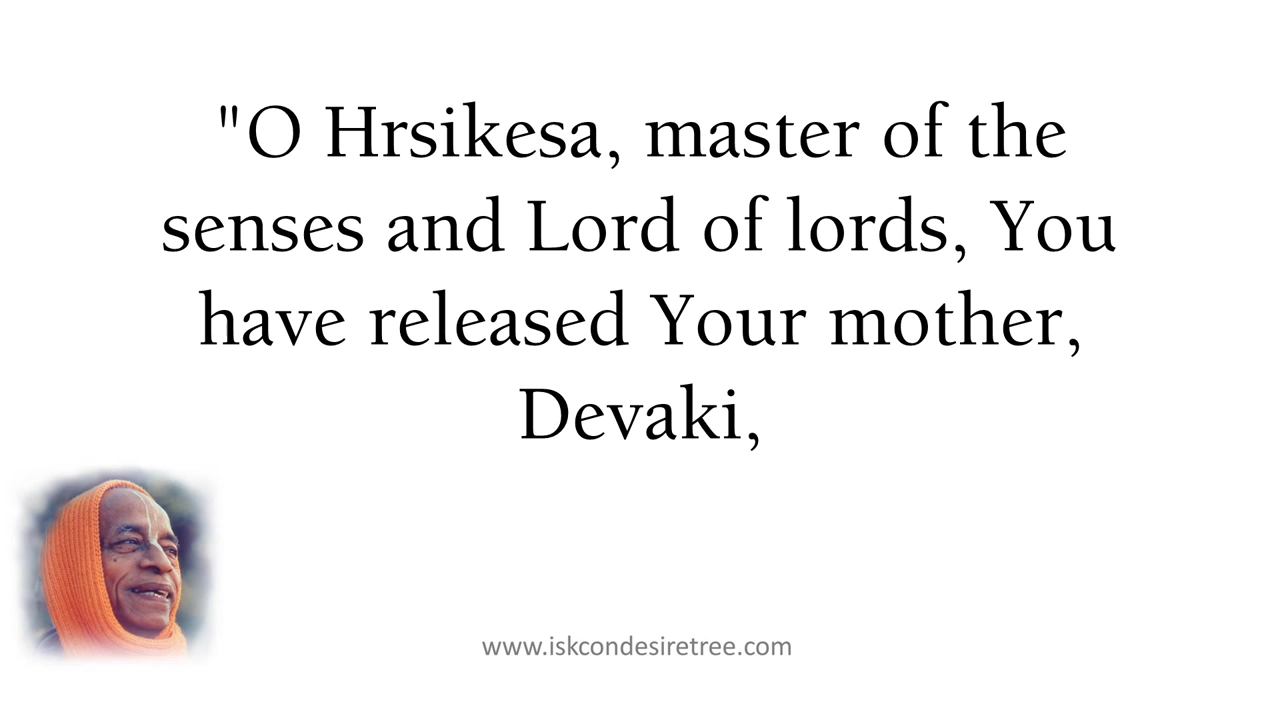 "O Hrsikesa, master of the
senses and Lord of lords, You
have released Your mother,
Devaki,
www.iskcondesiretree.com